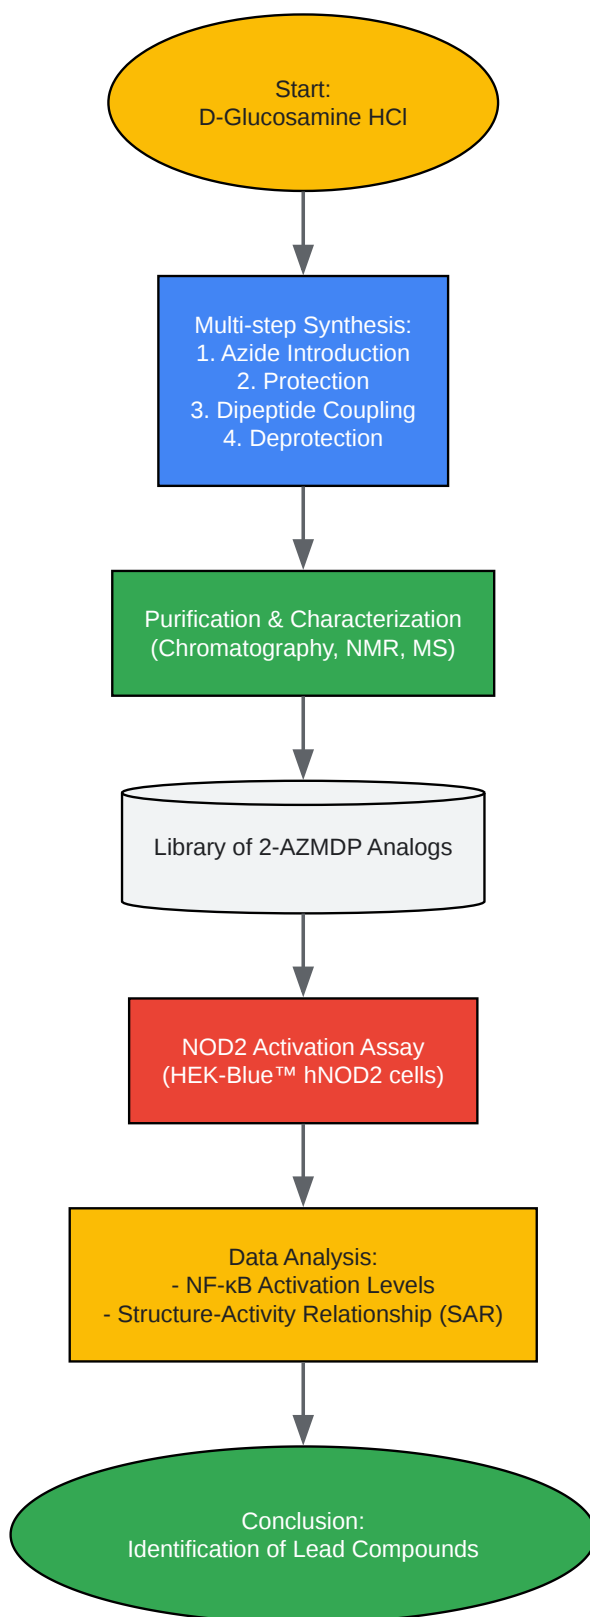 Start:
D-Glucosamine HCl
Multi-step Synthesis:
1. Azide Introduction
2. Protection
3. Dipeptide Coupling
4. Deprotection
Purification & Characterization
(Chromatography, NMR, MS)
Library of 2-AZMDP Analogs
NOD2 Activation Assay
(HEK-Blue™ hNOD2 cells)
Data Analysis:
- NF-κB Activation Levels
- Structure-Activity Relationship (SAR)
Conclusion:
Identification of Lead Compounds